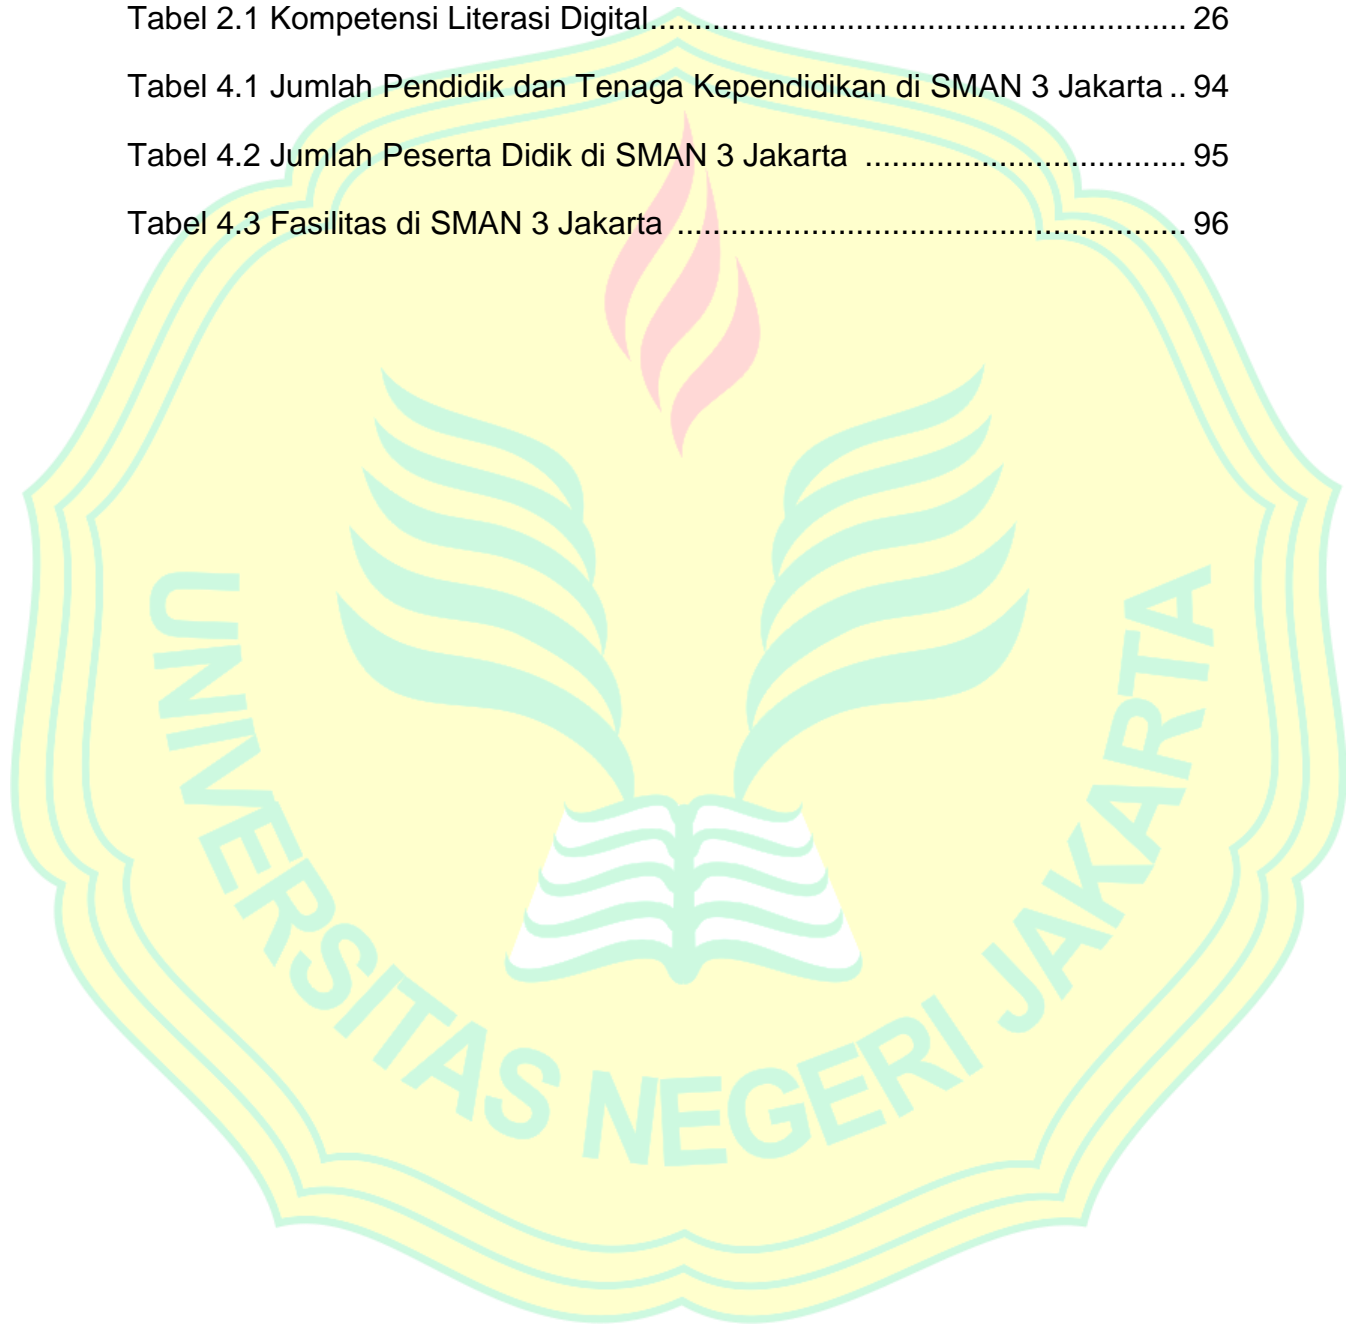 Tabel 2.1 Kompetensi Literasi Digital................................................................ 26
Tabel 4.1 Jumlah Pendidik dan Tenaga Kependidikan di SMAN 3 Jakarta .. 94
Tabel 4.2 Jumlah Peserta Didik di SMAN 3 Jakarta ...................................... 95
Tabel 4.3 Fasilitas di SMAN 3 Jakarta ............................................................ 96
UNIVERSITAS NEGERI JAKARTA